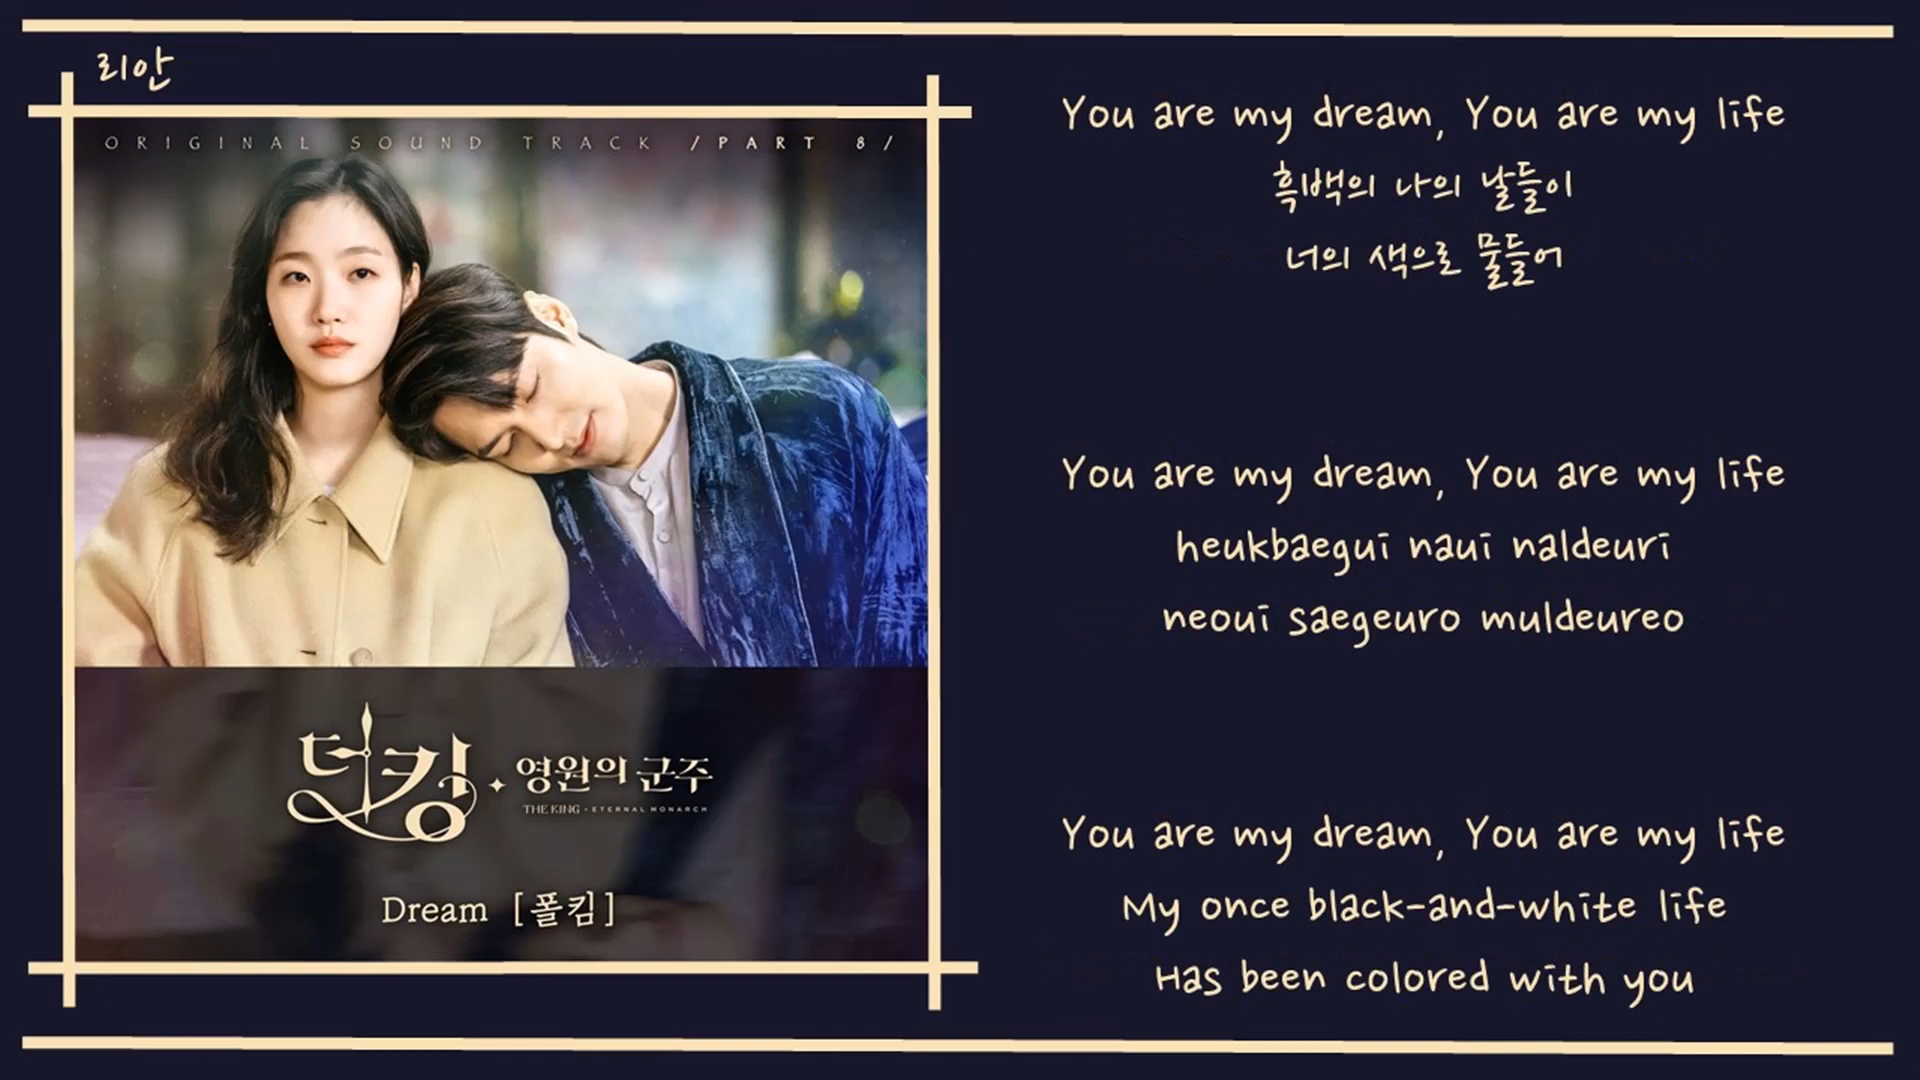 리안
ORIGINAL SOUND TRACK /PART 8/
더킹 영원의 군주
THE KING - ETERNAL MONARCH
Dream [폴킴]
You are my dream, You are my life
흑백의 나의 날들이
너의 색으로 물들어
You are my dream, You are my life
heukbaegui naui naldeuri
neoui saegeuro muldeureo
You are my dream, You are my life
My once black-and-white life
Has been colored with you